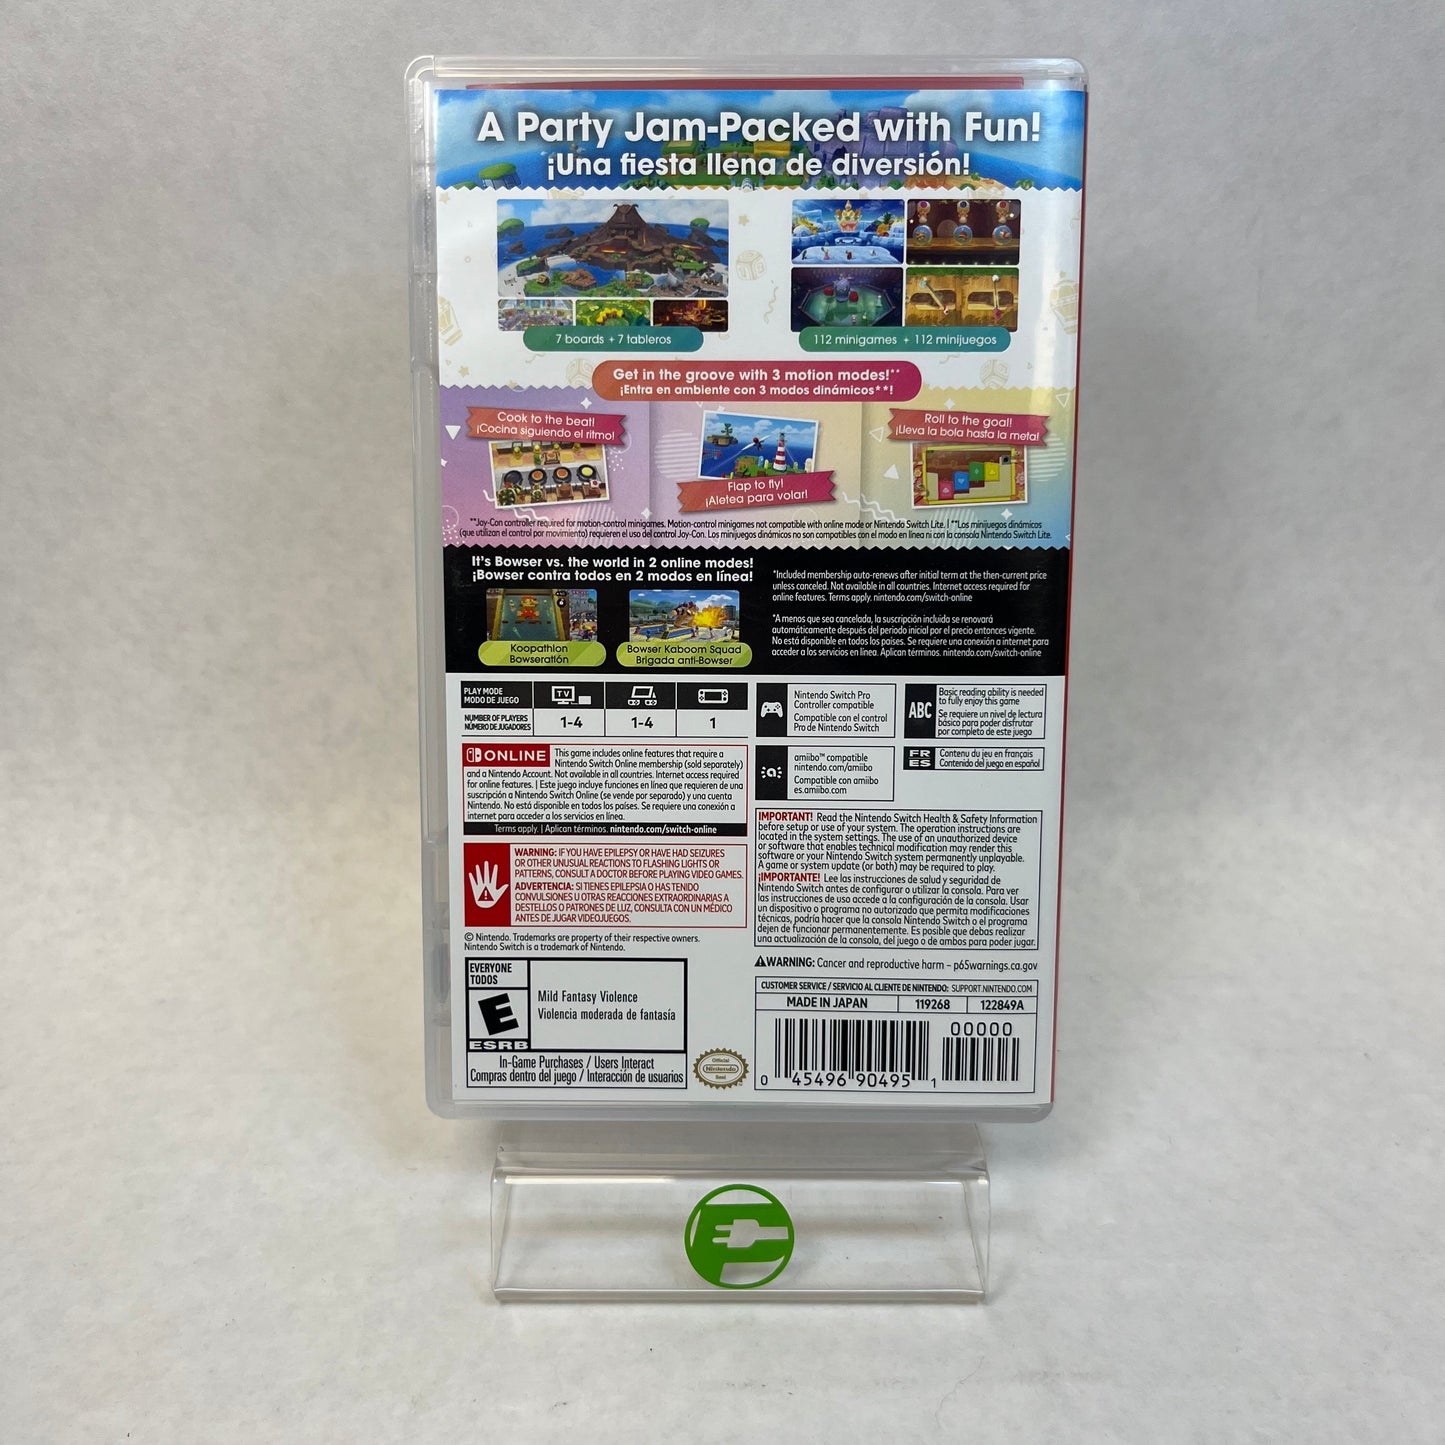 A Party Jam-Packed with Fun!
¡Una fiesta llena de diversión!
7 boards + 7 tableros
112 minigames + 112 minijuegos
Get in the groove with 3 motion modes!**
¡Entra en ambiente con 3 modos dinámicos**!
Cook to the beat!
¡Cocina siguiendo el ritmo!
Flap to fly!
¡Aletea para volar!
Roll to the goal!
¡Lleva la bola hasta la meta!
**Joy-Con controller required for motion-control minigames. Motion-control minigames not compatible with online mode or Nintendo Switch Lite. | **Los minijuegos dinámicos
(que utilizan el control por movimiento) requieren el uso del control Joy-Con. Los minijuegos dinámicos no son compatibles con el modo en línea ni con la consola Nintendo Switch Lite.
It's Bowser vs. the world in 2 online modes!
¡Bowser contra todos en 2 modos en línea!
Koopathlon
Bowseratlón
Bowser Kaboom Squad
Brigada anti-Bowser
*Included membership auto-renews after initial term at the then-current price
unless canceled. Not available in all countries. Internet access required for
online features. Terms apply. nintendo.com/switch-online
*A menos que sea cancelada, la suscripción incluida se renovará
automáticamente después del periodo inicial por el precio entonces vigente.
No está disponible en todos los países. Se requiere una conexión a internet para
acceder a los servicios en línea. Aplican términos. nintendo.com/switch-online
PLAY MODE
MODO DE JUEGO
TV
NUMBER OF PLAYERS
NÚMERO DE JUGADORES
1-4
1-4
1
Nintendo Switch Pro
Controller compatible
Compatible con el control
Pro de Nintendo Switch
ABC
Basic reading ability is needed
to fully enjoy this game
Se requiere un nivel de lectura
básico para poder disfrutar
por completo de este juego
amiibo™ compatible
nintendo.com/amiibo
Compatible con amiibo
es.amiibo.com
FR
ES
Contenu du jeu en français
Contenido del juego en español
ONLINE
This game includes online features that require a
Nintendo Switch Online membership (sold separately)
and a Nintendo Account. Not available in all countries. Internet access required
for online features. | Este juego incluye funciones en línea que requieren de una
suscripción a Nintendo Switch Online (se vende por separado) y una cuenta
Nintendo. No está disponible en todos los países. Se requiere una conexión a
internet para acceder a los servicios en línea.
Terms apply. | Aplican términos. nintendo.com/switch-online
WARNING: IF YOU HAVE EPILEPSY OR HAVE HAD SEIZURES
OR OTHER UNUSUAL REACTIONS TO FLASHING LIGHTS OR
PATTERNS, CONSULT A DOCTOR BEFORE PLAYING VIDEO GAMES.
ADVERTENCIA: SI TIENES EPILEPSIA O HAS TENIDO
CONVULSIONES U OTRAS REACCIONES EXTRAORDINARIAS A
DESTELLOS O PATRONES DE LUZ, CONSULTA CON UN MÉDICO
ANTES DE JUGAR VIDEOJUEGOS.
IMPORTANT! Read the Nintendo Switch Health & Safety Information
before setup or use of your system. The operation instructions are
located in the system settings. The use of an unauthorized device
or software that enables technical modification may render this
software or your Nintendo Switch system permanently unplayable.
A game or system update (or both) may be required to play.
¡IMPORTANTE! Lee las instrucciones de salud y seguridad de
Nintendo Switch antes de configurar o utilizar la consola. Para ver
las instrucciones de uso accede a la configuración de la consola. Usar
un dispositivo o programa no autorizado que permita modificaciones
técnicas, podría hacer que la consola Nintendo Switch o el programa
dejen de funcionar permanentemente. Es posible que debas realizar
una actualización de la consola, del juego o de ambos para poder jugar.
© Nintendo. Trademarks are property of their respective owners.
Nintendo Switch is a trademark of Nintendo.
WARNING: Cancer and reproductive harm – p65warnings.ca.gov
EVERYONE
TODOS
E
ESRB
Mild Fantasy Violence
Violencia moderada de fantasía
In-Game Purchases / Users Interact
Compras dentro del juego / Interacción de usuarios
Official
Nintendo
Seal
CUSTOMER SERVICE / SERVICIO AL CLIENTE DE NINTENDO: SUPPORT.NINTENDO.COM
MADE IN JAPAN
119268
122849A
00000
0 45496 90495 1